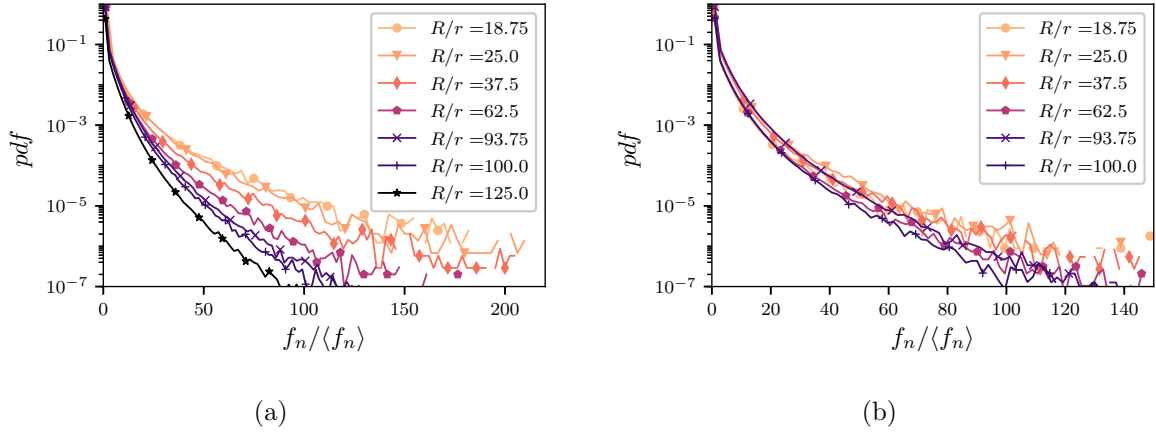 pdf
10^{-1}
10^{-3}
10^{-5}
10^{-7}
0
50
100
150
200
f_n/⟨f_n⟩
R/r =18.75
R/r =25.0
R/r =37.5
R/r =62.5
R/r =93.75
R/r =100.0
R/r =125.0
(a)
pdf
10^{-1}
10^{-3}
10^{-5}
10^{-7}
0
20
40
60
80
100
120
140
f_n/⟨f_n⟩
R/r =18.75
R/r =25.0
R/r =37.5
R/r =62.5
R/r =93.75
R/r =100.0
(b)